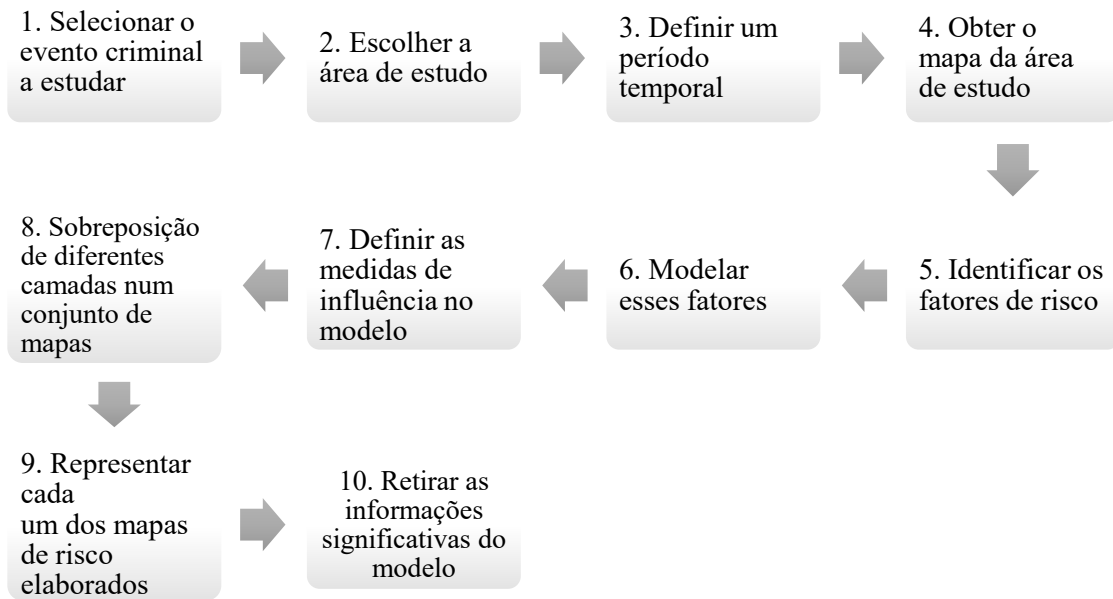 1. Selecionar o
evento criminal
a estudar
2. Escolher a
área de estudo
3. Definir um
período
temporal
4. Obter o
mapa da área
de estudo
5. Identificar os
fatores de risco
6. Modelar
esses fatores
7. Definir as
medidas de
influência no
modelo
8. Sobreposição
de diferentes
camadas num
conjunto de
mapas
9. Representar
cada
um dos mapas
de risco
elaborados
10. Retirar as
informações
significativas do
modelo